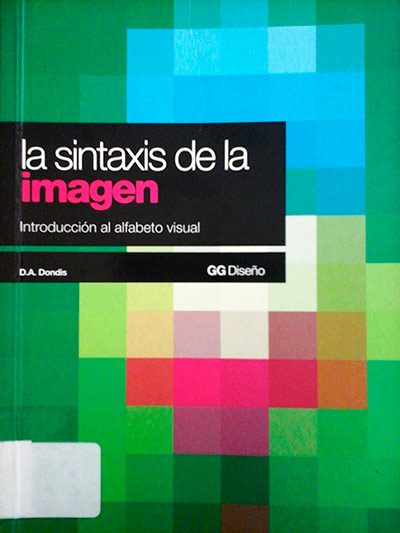 la sintaxis de la
imagen
Introducción al alfabeto visual
D.A. Dondis
GG Diseño